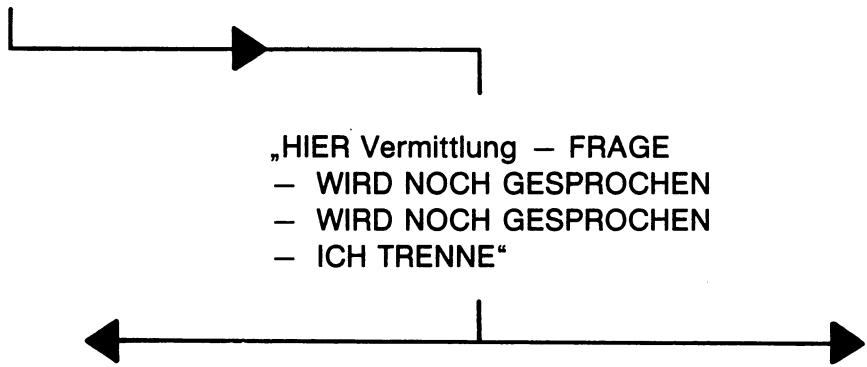 „HIER Vermittlung – FRAGE
– WIRD NOCH GESPROCHEN
– WIRD NOCH GESPROCHEN
– ICH TRENNE“